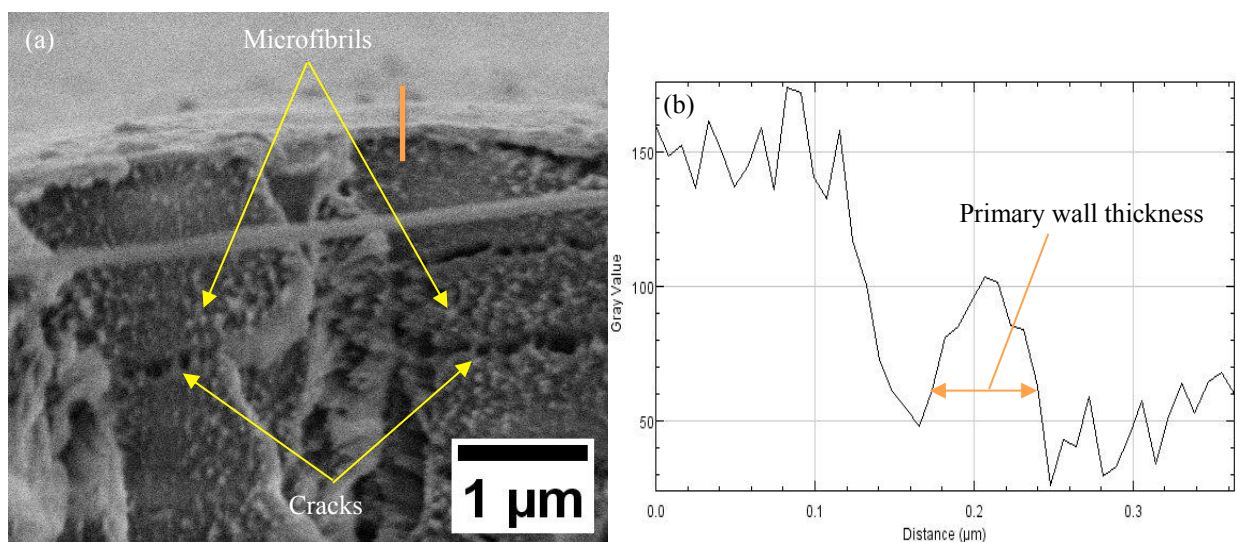 (a)
Microfibrils
Cracks
1 µm
(b)
Primary wall thickness
Gray Value
150
100
50
0.0 0.1 0.2 0.3
Distance (µm)